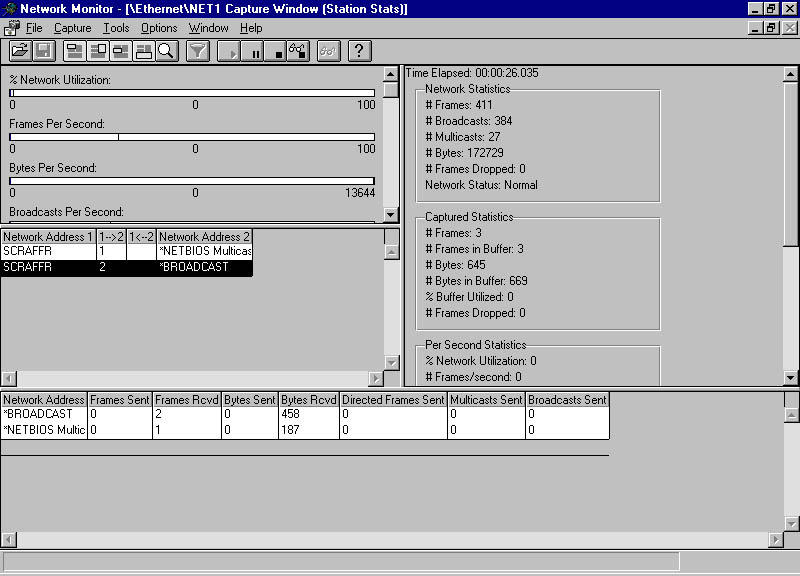 Network Monitor - [\Ethernet\NET1 Capture Window (Station Stats)]
File Capture Tools Options Window Help
% Network Utilization:
0 0 100
Frames Per Second:
0 0 100
Bytes Per Second:
0 0 13644
Broadcasts Per Second:
Time Elapsed: 00:00:26.035
Network Statistics
# Frames: 411
# Broadcasts: 384
# Multicasts: 27
# Bytes: 172729
# Frames Dropped: 0
Network Status: Normal
Captured Statistics
# Frames: 3
# Frames in Buffer: 3
# Bytes: 645
# Bytes in Buffer: 669
% Buffer Utilized: 0
# Frames Dropped: 0
Per Second Statistics
% Network Utilization: 0
# Frames/second: 0
Network Address 1 1-->2 1<--2 Network Address 2
SCRAFFR 1 *NETBIOS Multicas
SCRAFFR 2 *BROADCAST
Network Address Frames Sent Frames Rcvd Bytes Sent Bytes Rcvd Directed Frames Sent Multicasts Sent Broadcasts Sent
*BROADCAST 0 2 0 458 0 0 0
*NETBIOS Multic 0 1 0 187 0 0 0